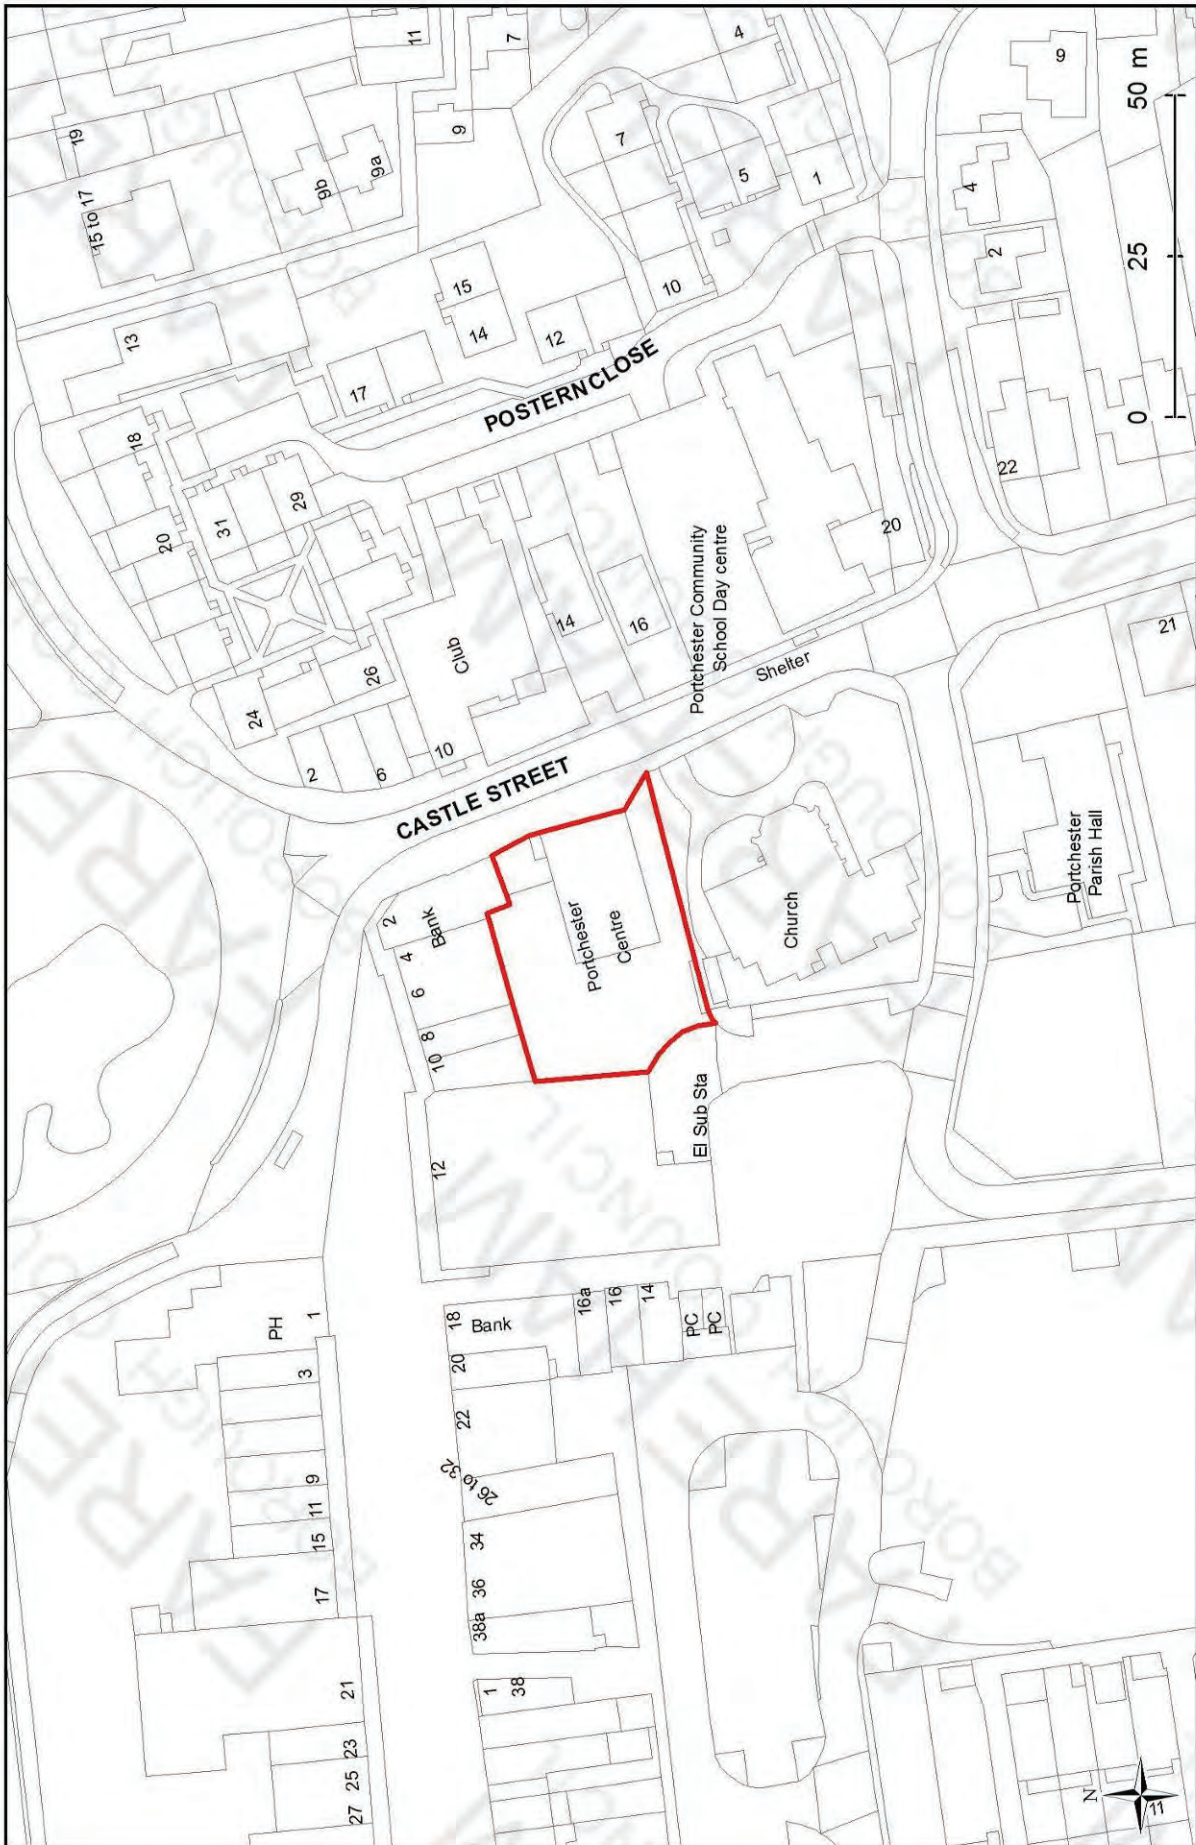 19
15 to 17
13
18
20
31
29
9b
9a
11
7
9
17
24
26
2
6
10
Club
15
14
12
14
16
POSTERN CLOSE
10
7
5
1
4
CASTLE STREET
PH
1
3
9
11
15
17
21
23
25
27
2
Bank
4
6
8
10
12
Portchester
Centre
18
Bank
20
22
26 to 32
34
36
38a
1
38
16a
16
14
PC
PC
El Sub Sta
Portchester Community
School Day centre
Shelter
Church
20
4
2
22
9
Portchester
Parish Hall
21
0
25
50 m
N
11
FAREHAM
BOROUGH COUNCIL